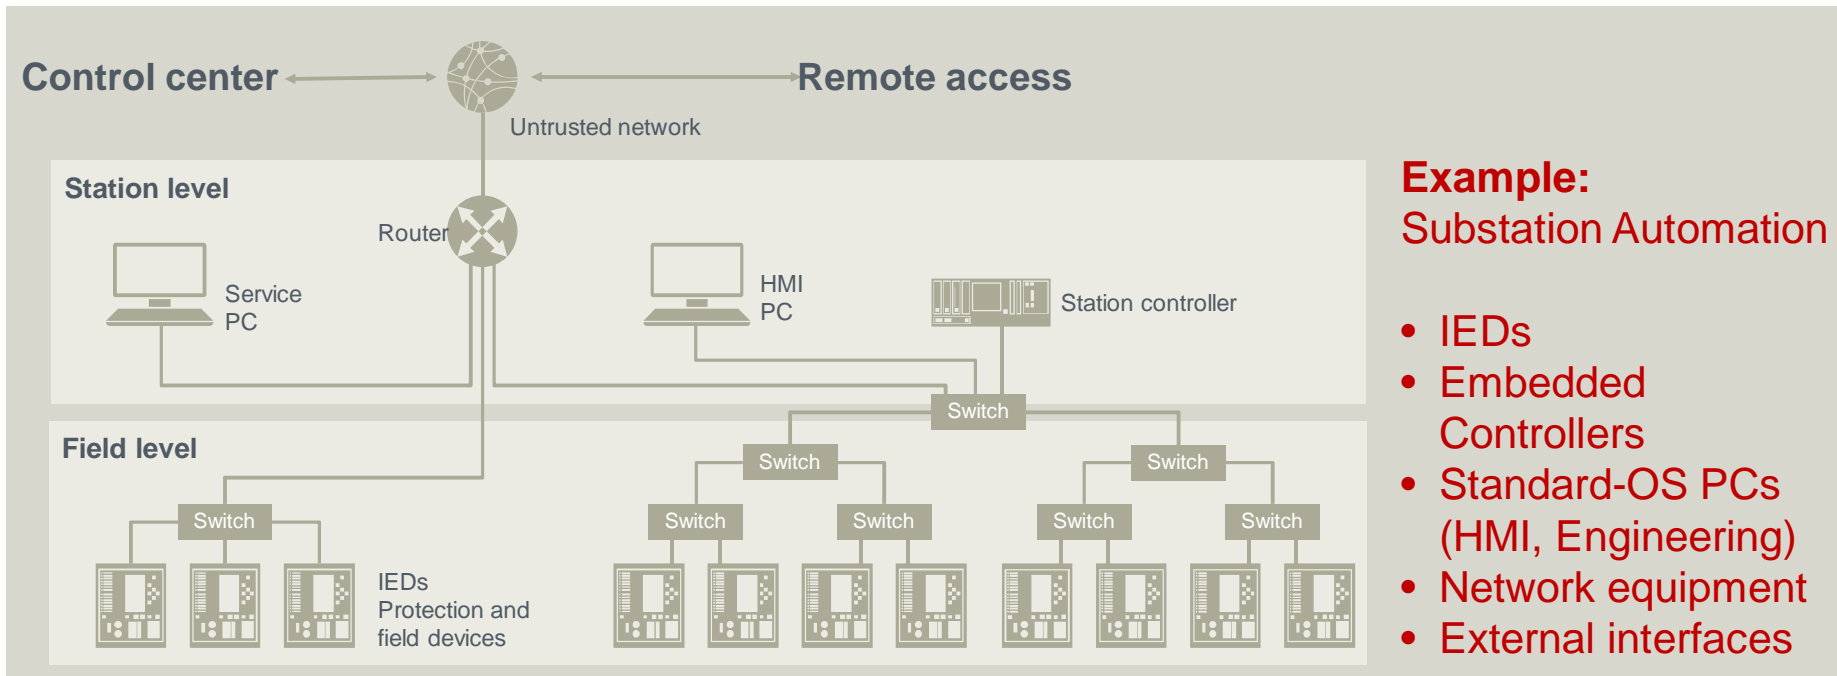 Control center
Remote access
Untrusted network
Station level
Router
Service
PC
HMI
PC
Station controller
Switch
Field level
Switch
Switch
Switch
Switch
Switch
Switch
Switch
IEDs
Protection and
field devices
Example:
Substation Automation
• IEDs
• Embedded
Controllers
• Standard-OS PCs
(HMI, Engineering)
• Network equipment
• External interfaces